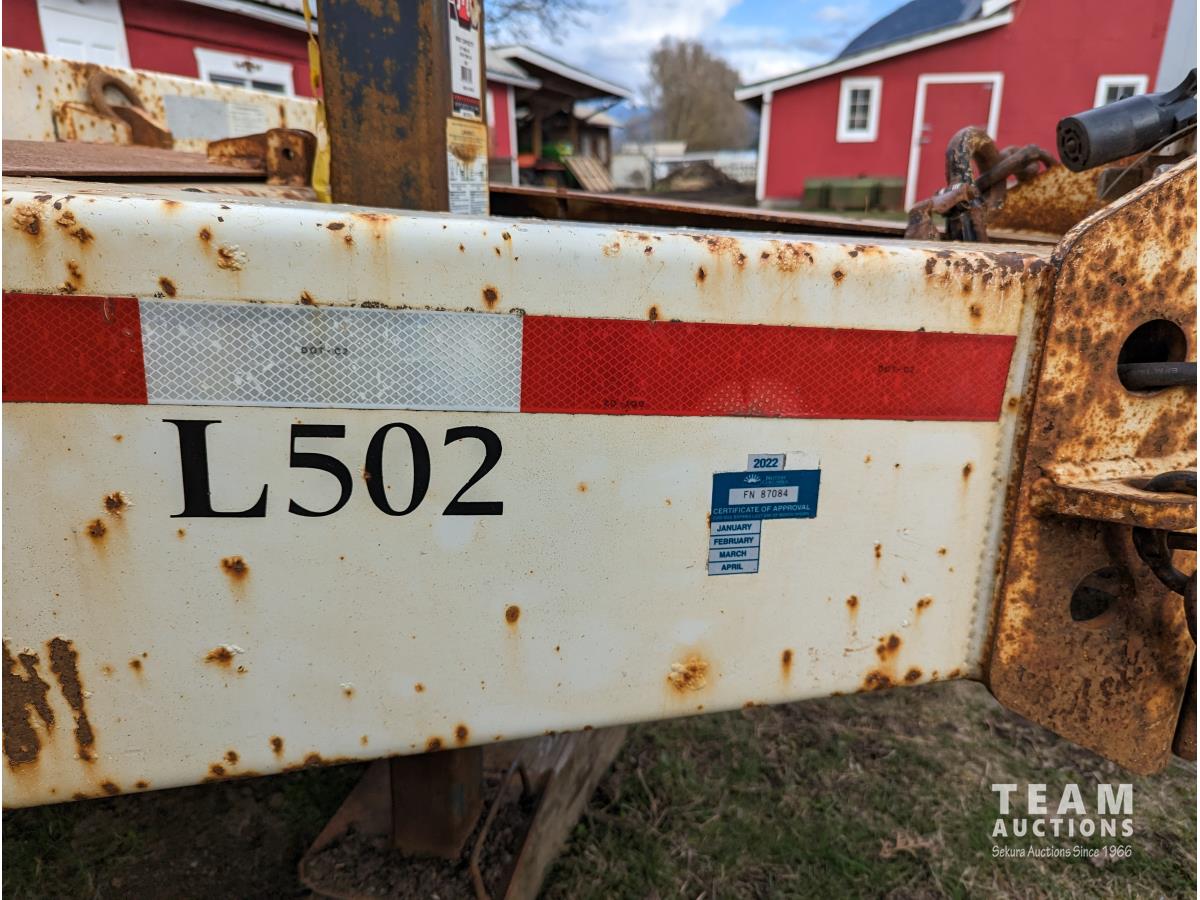 DOT-C2
DOT-C2
L502
2022
FN 87084
CERTIFICATE OF APPROVAL
JANUARY
FEBRUARY
MARCH
APRIL
TEAM
AUCTIONS
Sekura Auctions Since 1966